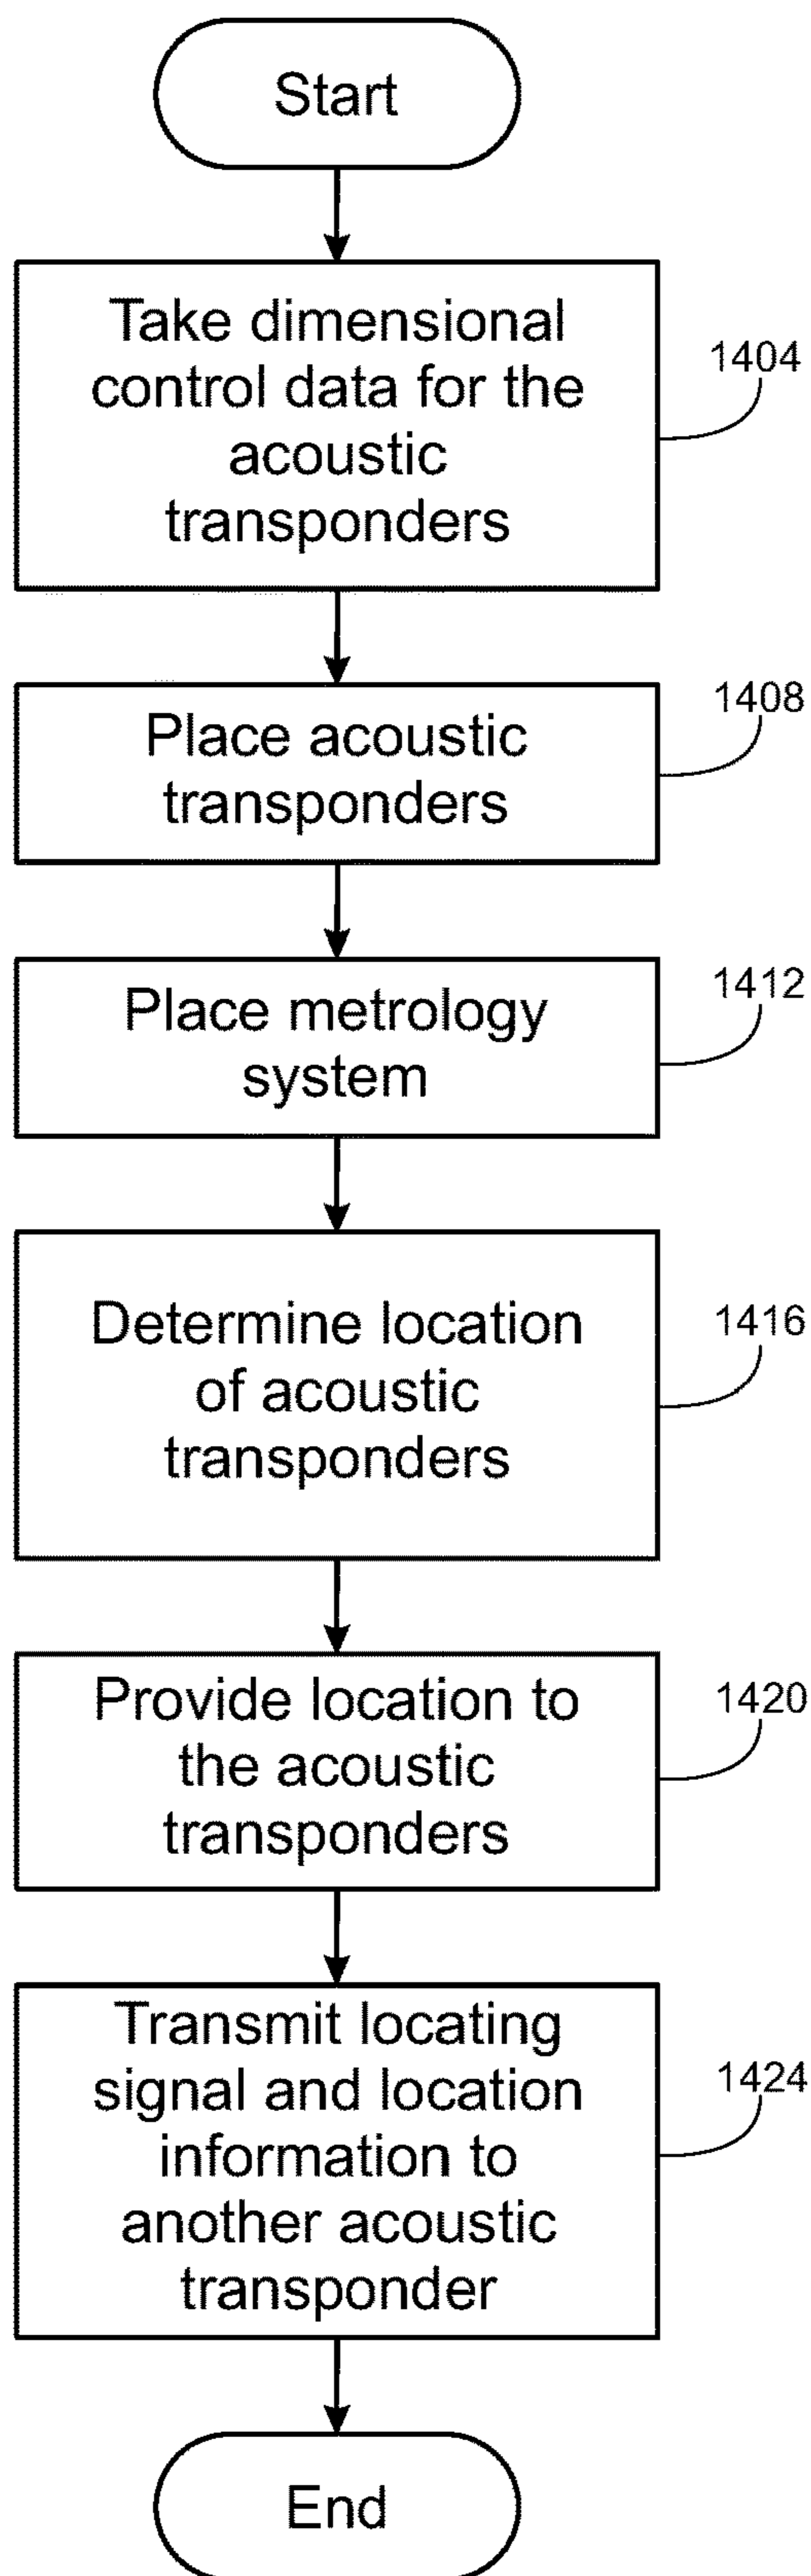 Start
Take dimensional
control data for the
acoustic
transponders
1404
Place acoustic
transponders
1408
Place metrology
system
1412
Determine location
of acoustic
transponders
1416
Provide location to
the acoustic
transponders
1420
Transmit locating
signal and location
information to
another acoustic
transponder
1424
End